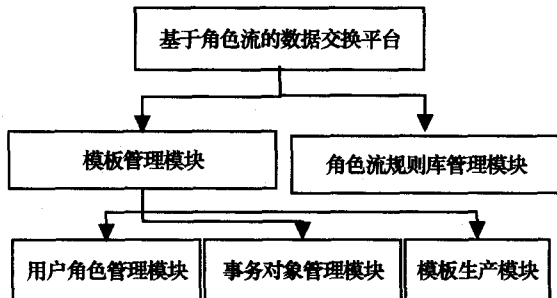 基于角色流的数据交换平台
模板管理模块
角色流规则库管理模块
用户角色管理模块
事务对象管理模块
模板生产模块